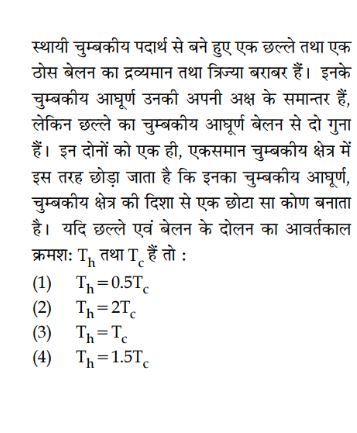 स्थायी चुम्बकीय पदार्थ से बने हुए एक छल्ले तथा एक
ठोस बेलन का द्रव्यमान तथा त्रिज्या बराबर हैं। इनके
चुम्बकीय आघूर्ण उनकी अपनी अक्ष के समान्तर हैं,
लेकिन छल्ले का चुम्बकीय आघूर्ण बेलन से दो गुना
हैं। इन दोनों को एक ही, एकसमान चुम्बकीय क्षेत्र में
इस तरह छोड़ा जाता है कि इनका चुम्बकीय आघूर्ण,
चुम्बकीय क्षेत्र की दिशा से एक छोटा सा कोण बनाता
है। यदि छल्ले एवं बेलन के दोलन का आवर्तकाल
क्रमश: T_h तथा T_c हैं तो :
(1) T_h=0.5T_c
(2) T_h=2T_c
(3) T_h=T_c
(4) T_h=1.5T_c